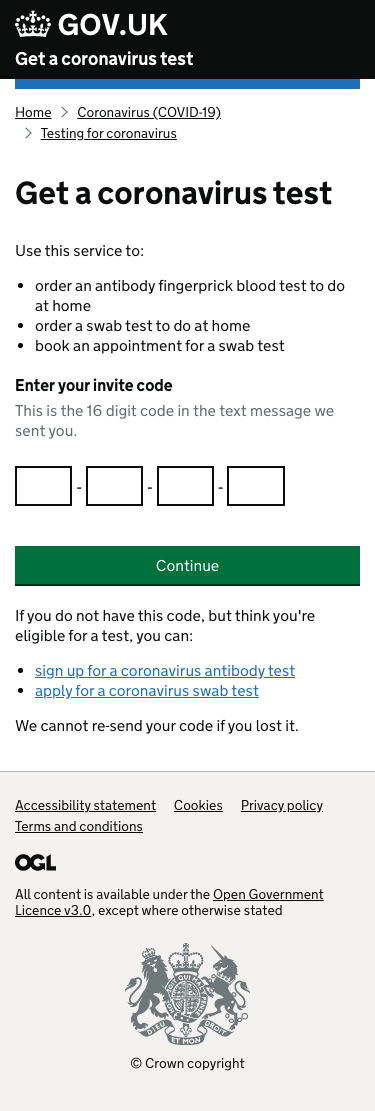 GOV.UK
Get a coronavirus test
Home > Coronavirus (COVID-19)
> Testing for coronavirus
Get a coronavirus test
Use this service to:
• order an antibody fingerprick blood test to do
at home
• order a swab test to do at home
• book an appointment for a swab test
Enter your invite code
This is the 16 digit code in the text message we
sent you.
- - -
Continue
If you do not have this code, but think you're
eligible for a test, you can:
• sign up for a coronavirus antibody test
• apply for a coronavirus swab test
We cannot re-send your code if you lost it.
Accessibility statement Cookies Privacy policy
Terms and conditions
OGL
All content is available under the Open Government
Licence v3.0, except where otherwise stated
DIEU ET MON DROIT
© Crown copyright